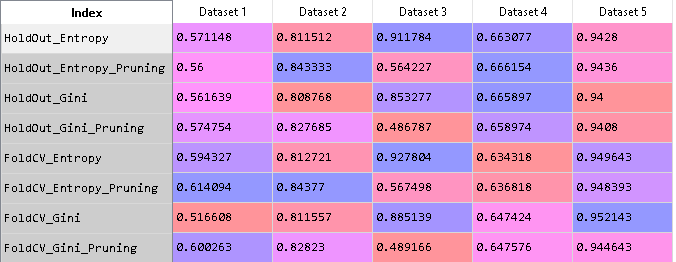 Index Dataset 1 Dataset 2 Dataset 3 Dataset 4 Dataset 5
HoldOut_Entropy 0.571148 0.811512 0.911784 0.663077 0.9428
HoldOut_Entropy_Pruning 0.56 0.843333 0.564227 0.666154 0.9436
HoldOut_Gini 0.561639 0.808768 0.853277 0.665897 0.94
HoldOut_Gini_Pruning 0.574754 0.827685 0.486787 0.658974 0.9408
FoldCV_Entropy 0.594327 0.812721 0.927804 0.634318 0.949643
FoldCV_Entropy_Pruning 0.614094 0.84377 0.567498 0.636818 0.948393
FoldCV_Gini 0.516608 0.811557 0.885139 0.647424 0.952143
FoldCV_Gini_Pruning 0.600263 0.82823 0.489166 0.647576 0.944643